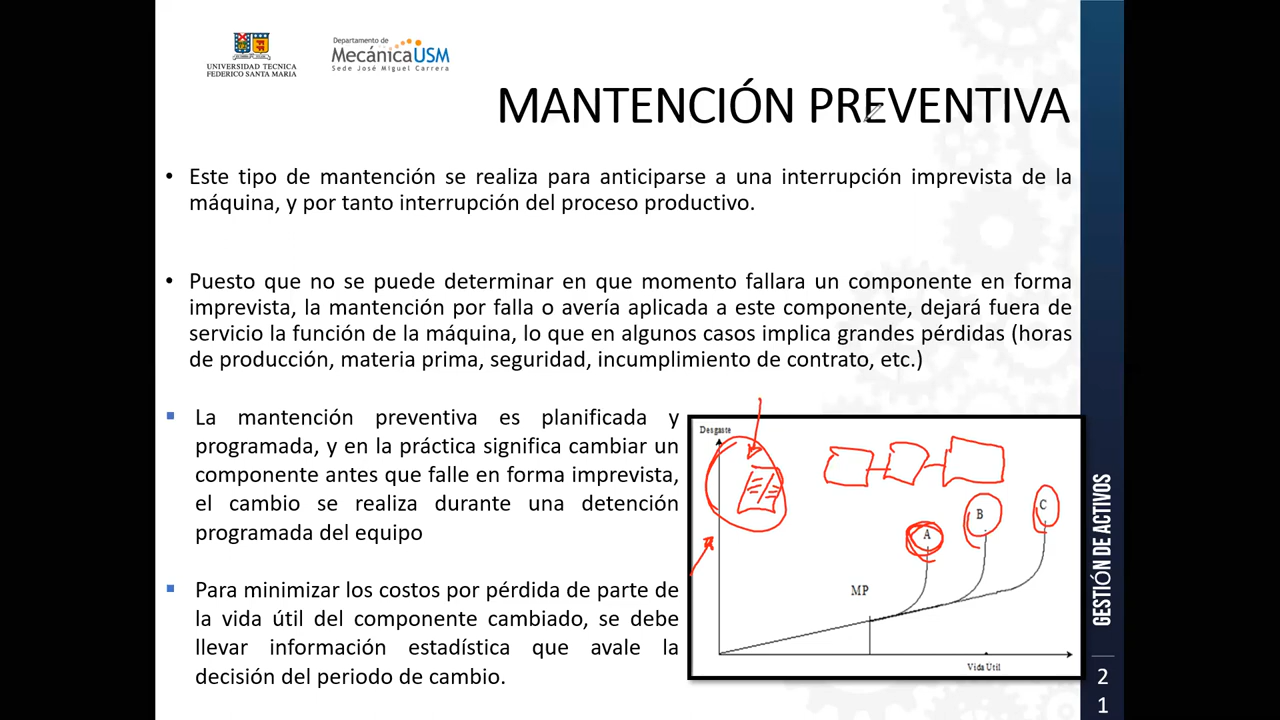 UNIVERSIDAD TECNICA
FEDERICO SANTA MARIA
Departamento de
MecánicaUSM
Sede José Miguel Carrera
MANTENCIÓN PREVENTIVA
• Este tipo de mantención se realiza para anticiparse a una interrupción imprevista de la
máquina, y por tanto interrupción del proceso productivo.
• Puesto que no se puede determinar en que momento fallara un componente en forma
imprevista, la mantención por falla o avería aplicada a este componente, dejará fuera de
servicio la función de la máquina, lo que en algunos casos implica grandes pérdidas (horas
de producción, materia prima, seguridad, incumplimiento de contrato, etc.)
▪ La mantención preventiva es planificada y
programada, y en la práctica significa cambiar un
componente antes que falle en forma imprevista,
el cambio se realiza durante una detención
programada del equipo
▪ Para minimizar los costos por pérdida de parte de
la vida útil del componente cambiado, se debe
llevar información estadística que avale la
decisión del periodo de cambio.
Desgaste
A
B
C
MP
Vida Util
GESTIÓN DE ACTIVOS
2
1